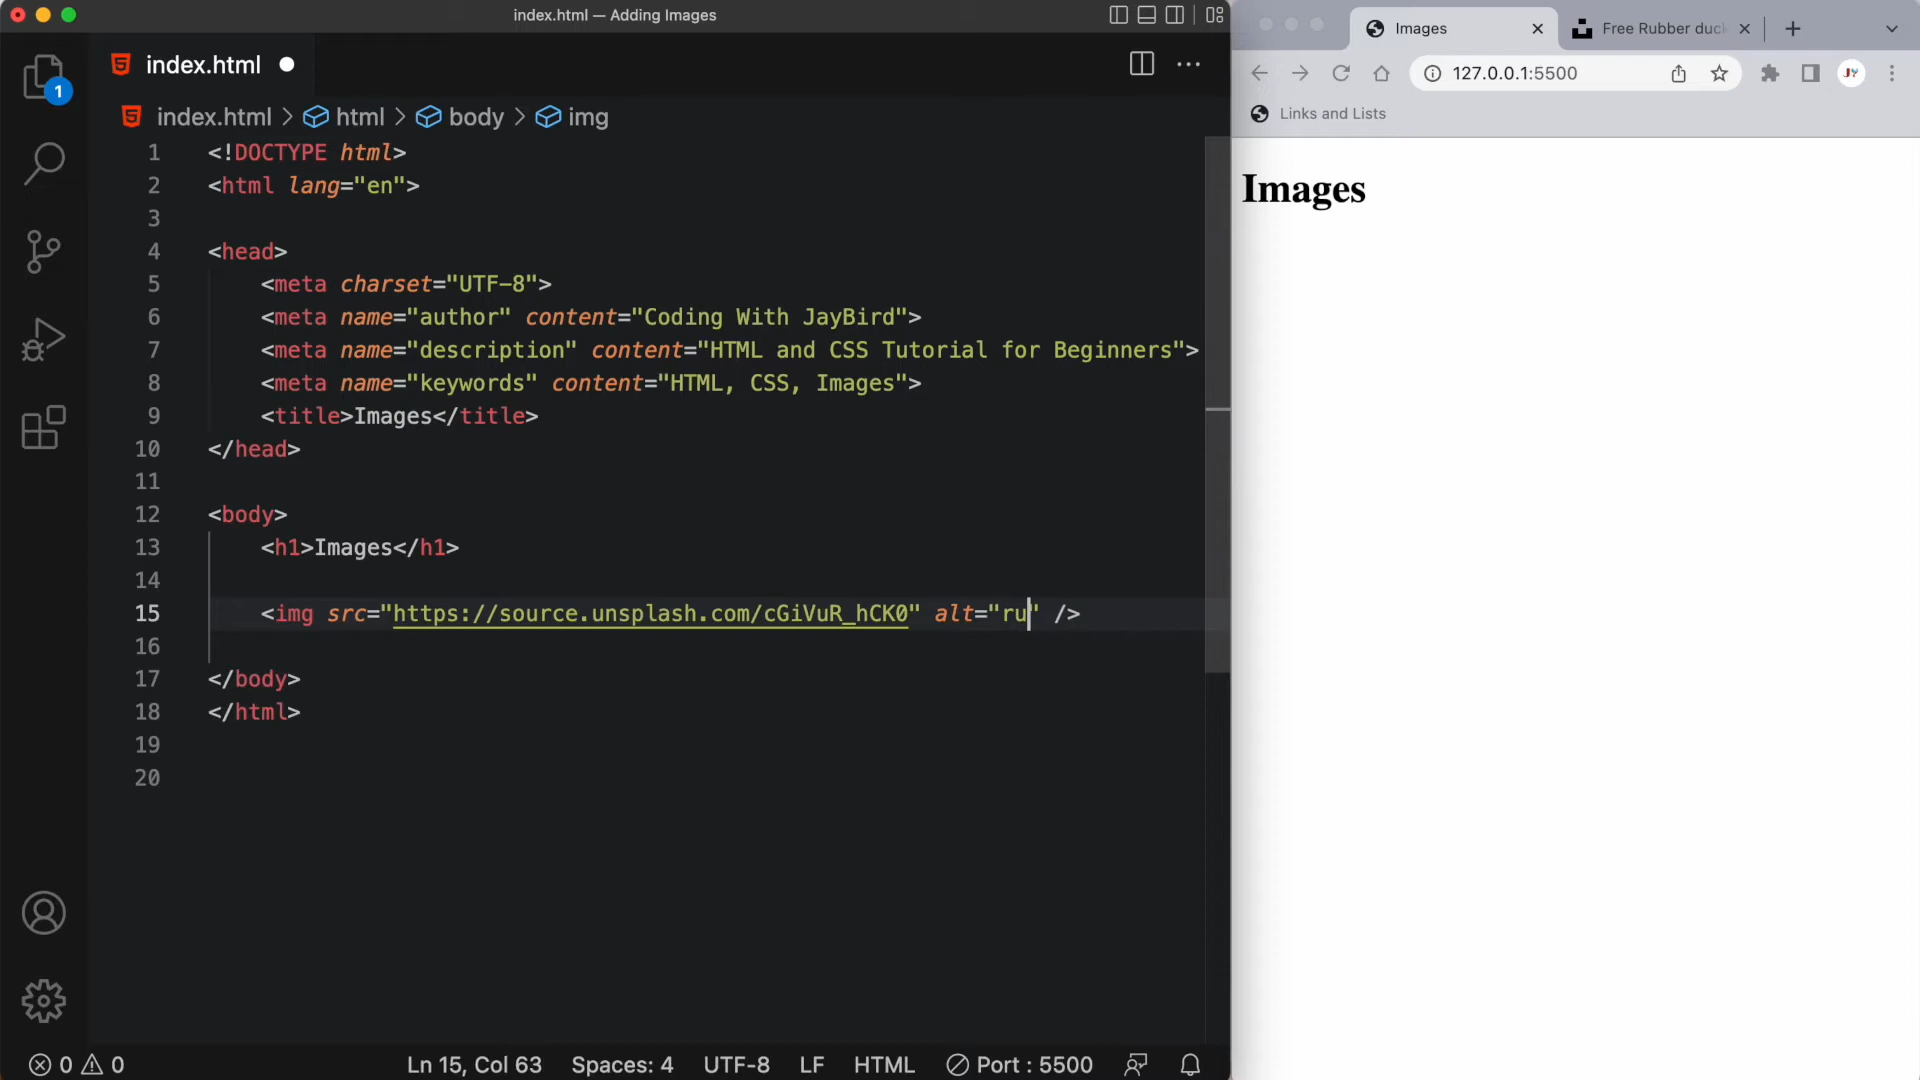 index.html — Adding Images
index.html
1
index.html > html > body > img
1 <!DOCTYPE html>
2 <html lang="en">
3
4 <head>
5 <meta charset="UTF-8">
6 <meta name="author" content="Coding With JayBird">
7 <meta name="description" content="HTML and CSS Tutorial for Beginners">
8 <meta name="keywords" content="HTML, CSS, Images">
9 <title>Images</title>
10 </head>
11
12 <body>
13 <h1>Images</h1>
14
15 <img src="https://source.unsplash.com/cGiVuR_hCK0" alt="ru" />
16
17 </body>
18 </html>
19
20
0 0 Ln 15, Col 63 Spaces: 4 UTF-8 LF HTML Port : 5500
Images Free Rubber duc
127.0.0.1:5500
Links and Lists
Images